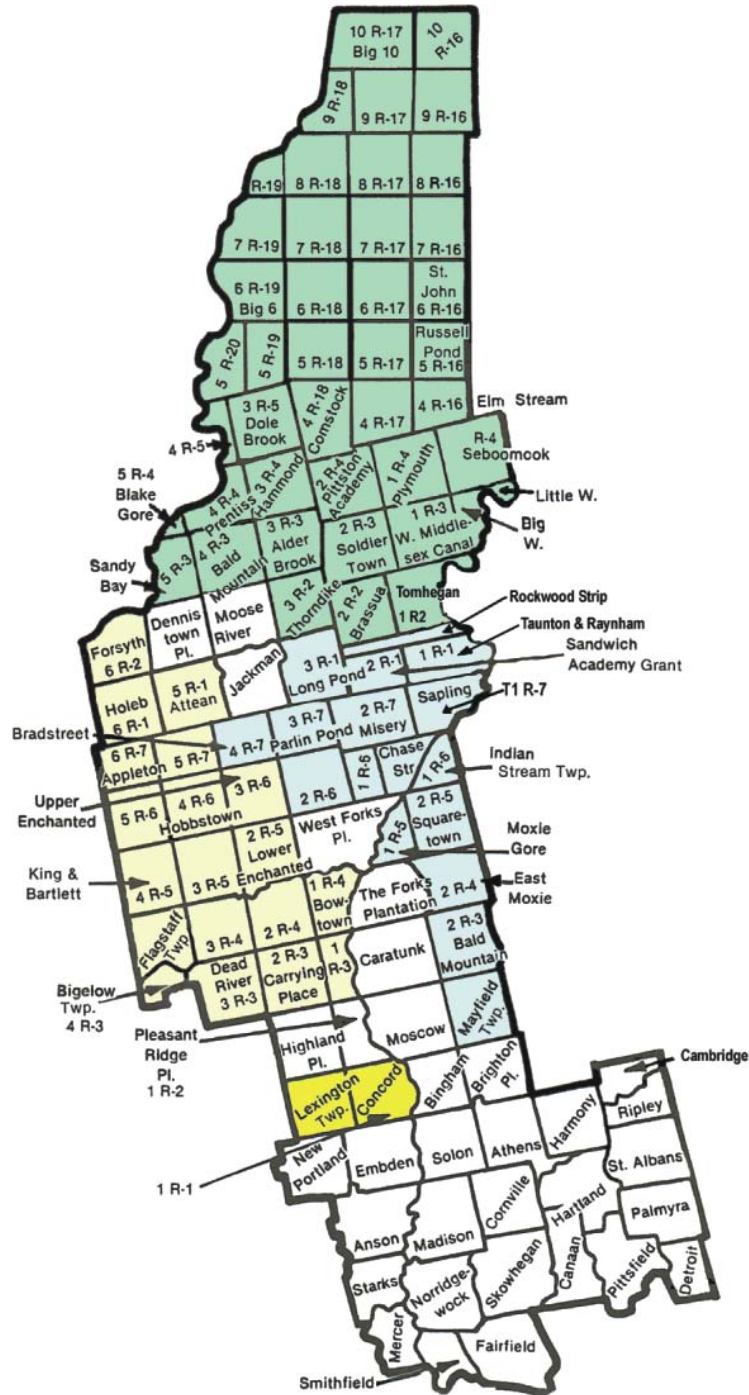 10 R-17
Big 10
10
R-16
9 R-18
9 R-17
9 R-16
R-19
8 R-18
8 R-17
8 R-16
7 R-19
7 R-18
7 R-17
7 R-16
6 R-19
Big 6
6 R-18
6 R-17
St.
John
6 R-16
5 R-20
5 R-19
5 R-18
5 R-17
Russell
Pond
5 R-16
4 R-5
3 R-5
Dole
Brook
4 R-18
Comstock
4 R-17
4 R-16
Elm Stream
5 R-4
Blake
Gore
4 R-4
Prentiss
3 R-4
Hammond
2 R-4
Pittston
Academy
1 R-4
Plymouth
R-4
Seboomook
Little W.
Sandy
Bay
5 R-3
4 R-3
Bald
Mountain
3 R-3
Alder
Brook
2 R-3
Soldier
Town
1 R-3
W. Middle-
sex Canal
Big
W.
Dennis
town
Pl.
Moose
River
3 R-2
Thorndike
2 R-2
Brassua
Tomhegan
1 R2
Rockwood Strip
Taunton & Raynham
Forsyth
6 R-2
Jackman
3 R-1
Long Pond
2 R-1
1 R-1
Sandwich
Academy Grant
Holeb
6 R-1
5 R-1
Attean
Sapling
T1 R-7
Bradstreet
6 R-7
Appleton
5 R-7
4 R-7
3 R-7
Parlin Pond
2 R-7
Misery
Chase
Str.
1 R-6
1 R-6
Indian
Stream Twp.
Upper
Enchanted
5 R-6
4 R-6
Hobbstown
3 R-6
2 R-6
West Forks
Pl.
1 R-5
2 R-5
Square-
town
Moxie
Gore
King &
Bartlett
4 R-5
3 R-5
2 R-5
Lower
Enchanted
1 R-4
Bow-
town
The Forks
Plantation
2 R-4
East
Moxie
Flagstaff
Twp.
3 R-4
2 R-4
2 R-3
Bald
Mountain
Bigelow
Twp.
4 R-3
Dead
River
3 R-3
2 R-3
Carrying
Place
1
R-3
Caratunk
Mayfield
Twp.
Pleasant
Ridge
Pl.
1 R-2
Highland
Pl.
Moscow
Lexington
Twp.
Concord
Bingham
Brighton
Pl.
Cambridge
1 R-1
New
Portland
Embden
Solon
Athens
Harmony
Ripley
St. Albans
Anson
Madison
Cornville
Hartland
Palmyra
Starks
Norridge-
wock
Skowhegan
Canaan
Pittsfield
Detroit
Mercer
Smithfield
Fairfield